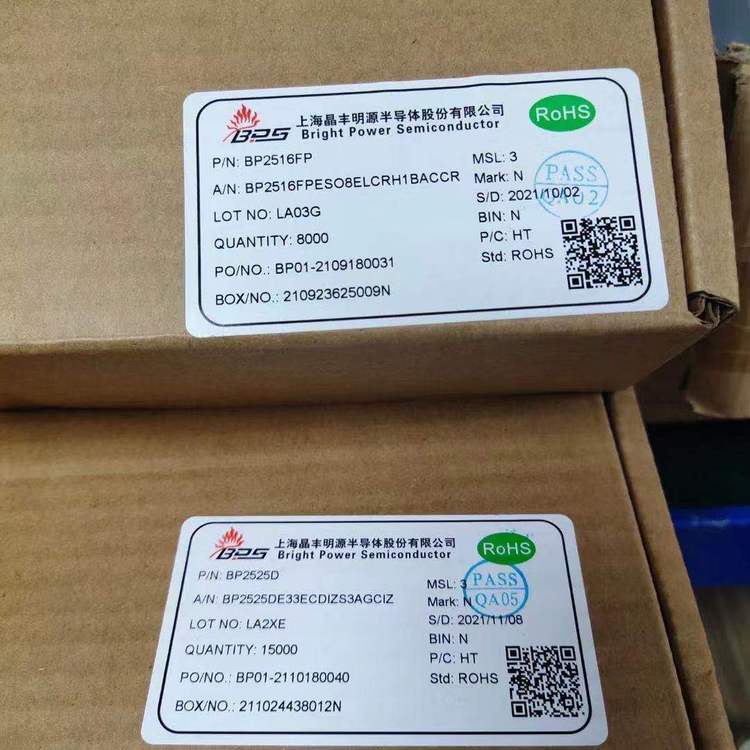 BPS
上海晶丰明源半导体股份有限公司
Bright Power Semiconductor
RoHS
P/N: BP2516FP
A/N: BP2516FPESO8ELCRH1BACCR
LOT NO: LA03G
QUANTITY: 8000
PO/NO.: BP01-2109180031
BOX/NO.: 210923625009N
MSL: 3
Mark: N
S/D: 2021/10/02
BIN: N
P/C: HT
Std: ROHS
PASS
QA02
BPS
上海晶丰明源半导体股份有限公司
Bright Power Semiconductor
RoHS
P/N: BP2525D
A/N: BP2525DE33ECDIZS3AGCIZ
LOT NO: LA2XE
QUANTITY: 15000
PO/NO.: BP01-2110180040
BOX/NO.: 211024438012N
MSL: 3
Mark: N
S/D: 2021/11/08
BIN: N
P/C: HT
Std: ROHS
PASS
QA05